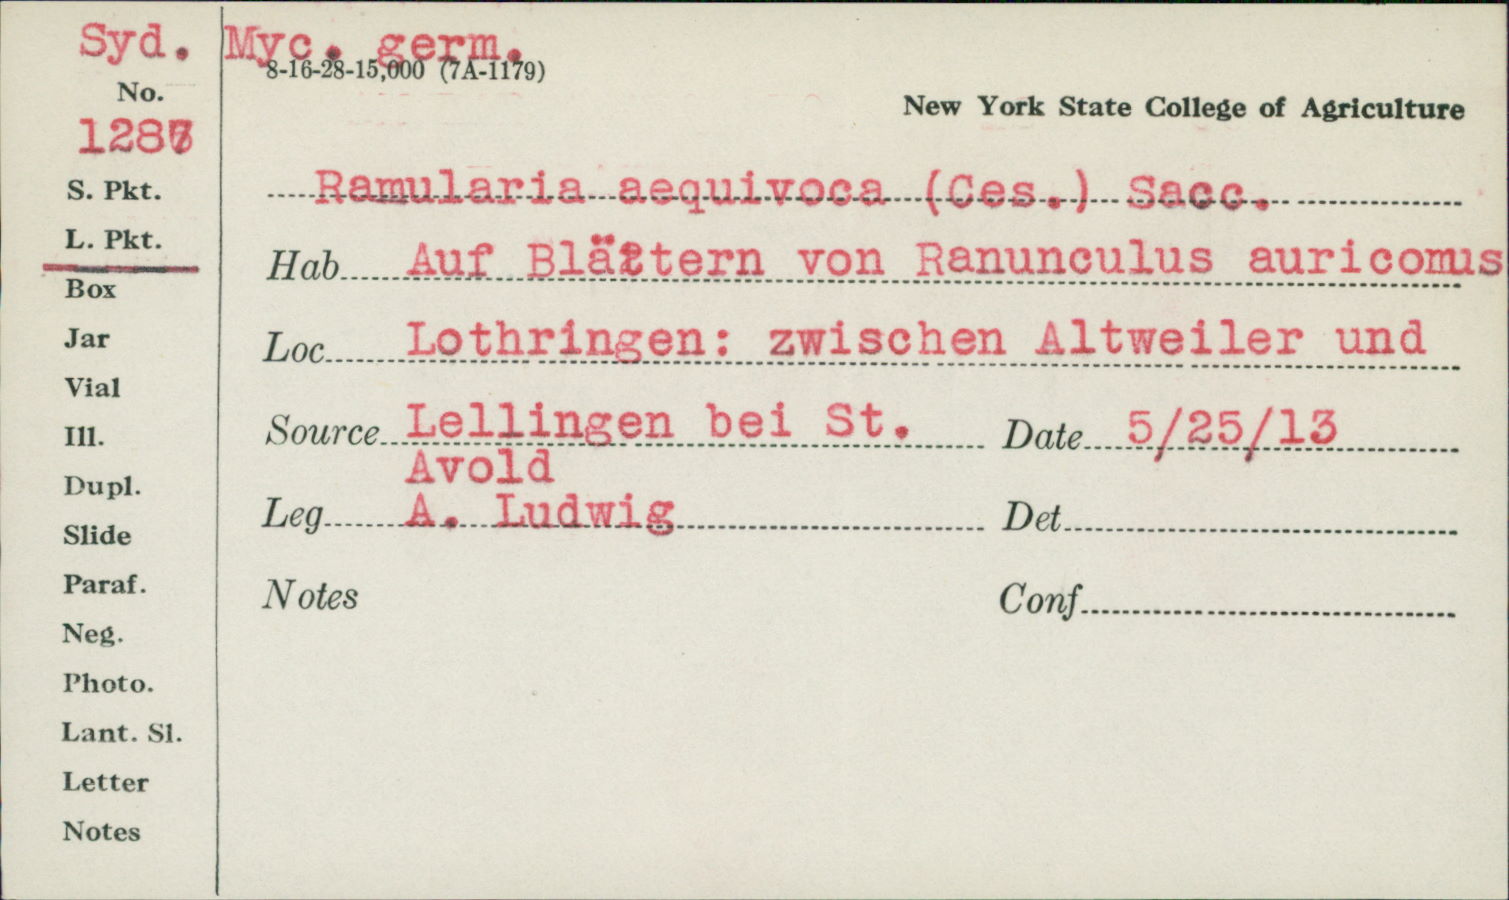 Syd. Myc. germ.
8-16-28-15,000 (7A-1179)
No.
New York State College of Agriculture
S. Pkt.
Ramularia aequivoca (Ces.) Sacc.
L. Pkt.
Hab Auf Blättern von Ranunculus auricomus
Box
Jar
Loc Lothringen: zwischen Altweiler und
Vial
Ill.
Source Lellingen bei St. Date 5/25/13
Avold
Dupl.
Leg A. Ludwig Det
Slide
Paraf.
Notes Conf
Neg.
Photo.
Lant. Sl.
Letter
Notes